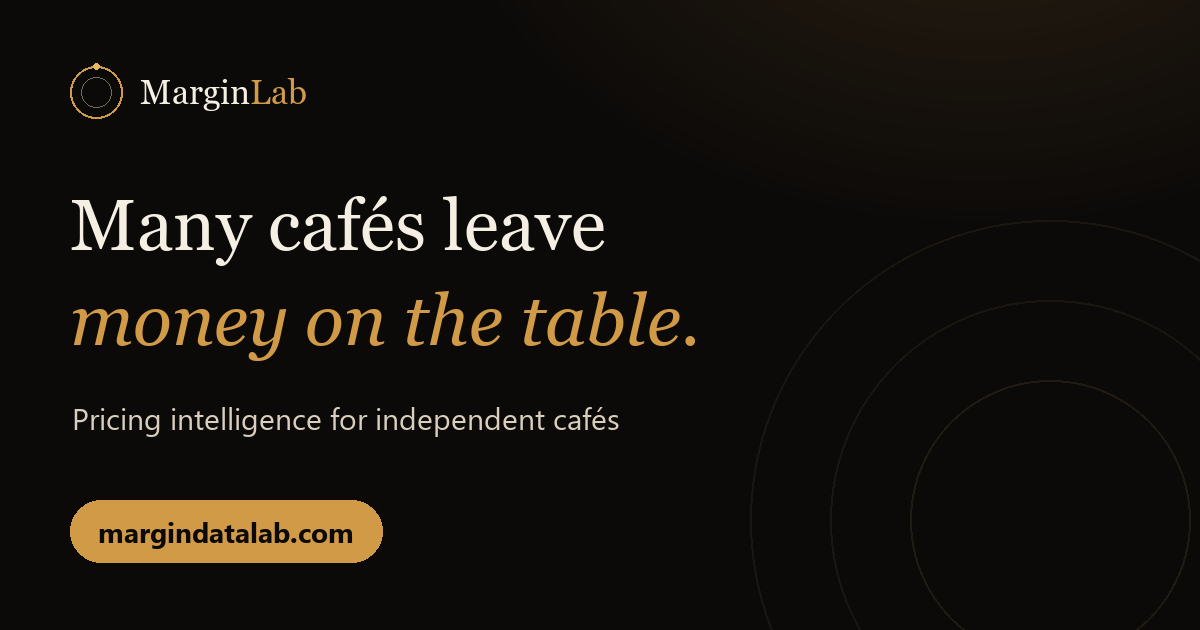 MarginLab
Many cafés leave
money on the table.
Pricing intelligence for independent cafés
margindatalab.com